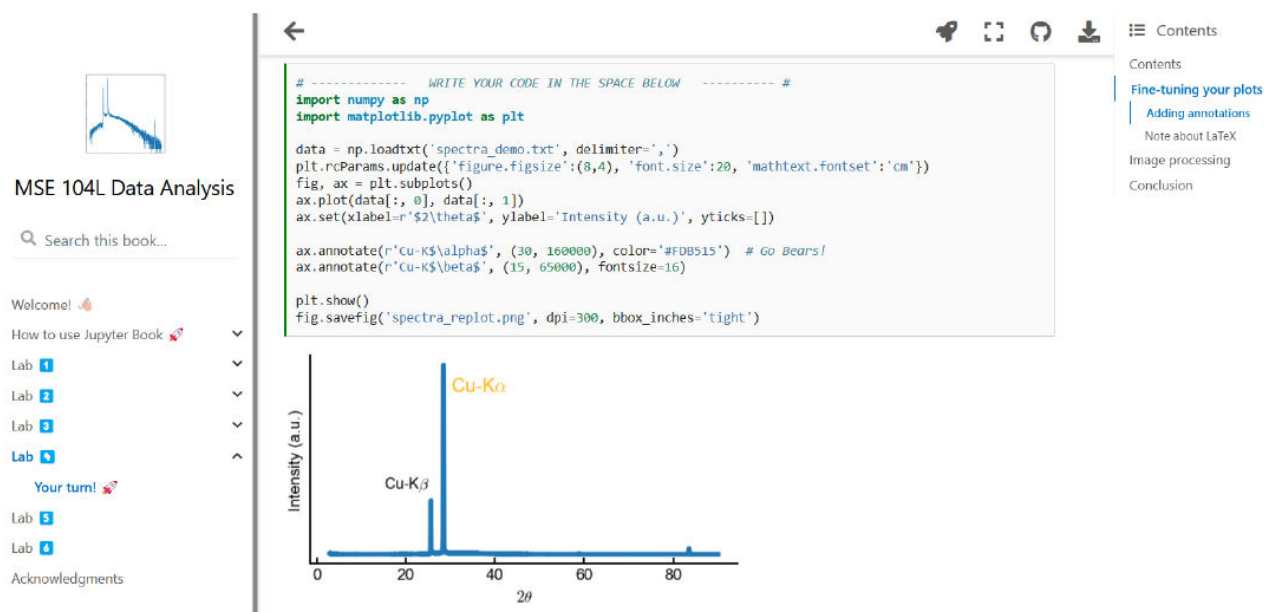 MSE 104L Data Analysis
Search this book...
Welcome!
How to use Jupyter Book
Lab 1
Lab 2
Lab 3
Lab 4
Your turn!
Lab 5
Lab 6
Acknowledgments
# ------------- WRITE YOUR CODE IN THE SPACE BELOW ---------- #
import numpy as np
import matplotlib.pyplot as plt
data = np.loadtxt('spectra_demo.txt', delimiter=',')
plt.rcParams.update({'figure.figsize':(8,4), 'font.size':20, 'mathtext.fontset':'cm'})
fig, ax = plt.subplots()
ax.plot(data[:, 0], data[:, 1])
ax.set(xlabel=r'$2\theta$', ylabel='Intensity (a.u.)', yticks=[])
ax.annotate(r'Cu-K$\alpha$', (30, 160000), color='#FDB515')  # Go Bears!
ax.annotate(r'Cu-K$\beta$', (15, 65000), fontsize=16)
plt.show()
fig.savefig('spectra_replot.png', dpi=300, bbox_inches='tight')
Cu-Kα
Cu-Kβ
Intensity (a.u.)
0 20 40 60 80
2θ
Contents
Contents
Fine-tuning your plots
Adding annotations
Note about LaTeX
Image processing
Conclusion